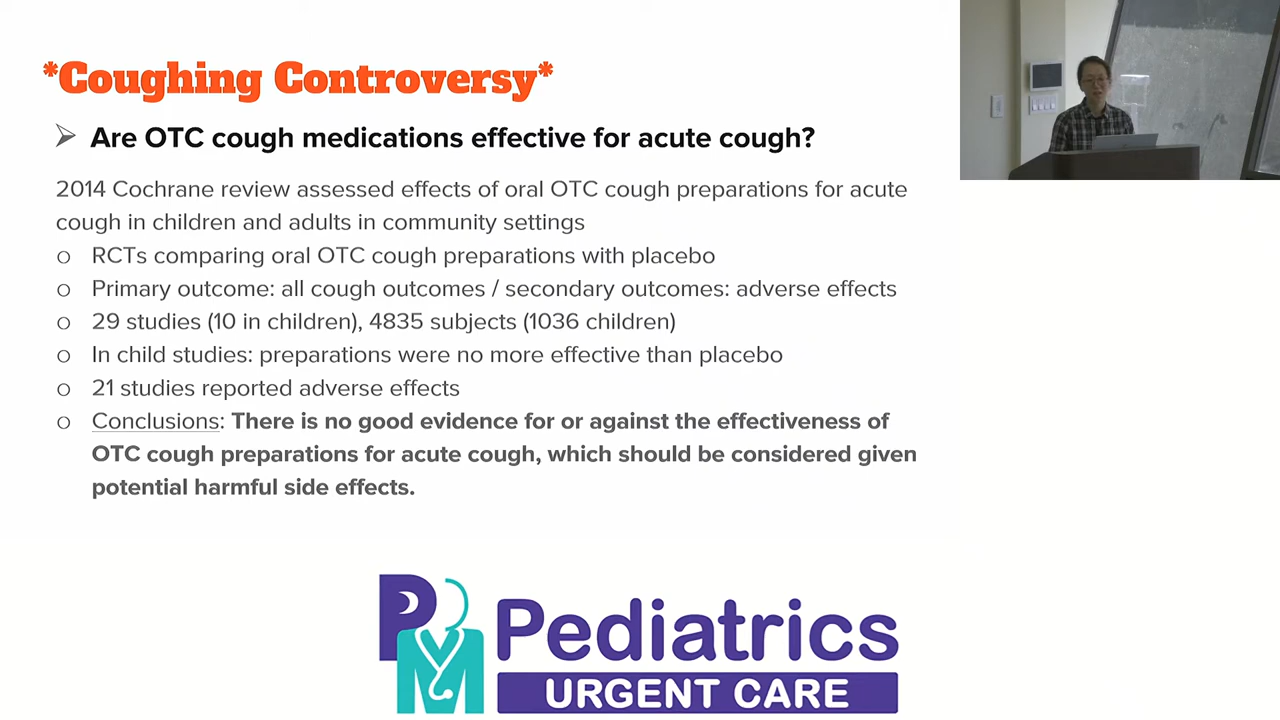 *Coughing Controversy*
Are OTC cough medications effective for acute cough?
2014 Cochrane review assessed effects of oral OTC cough preparations for acute
cough in children and adults in community settings
o RCTs comparing oral OTC cough preparations with placebo
o Primary outcome: all cough outcomes / secondary outcomes: adverse effects
o 29 studies (10 in children), 4835 subjects (1036 children)
o In child studies: preparations were no more effective than placebo
o 21 studies reported adverse effects
o Conclusions: There is no good evidence for or against the effectiveness of
OTC cough preparations for acute cough, which should be considered given
potential harmful side effects.
PM Pediatrics
URGENT CARE